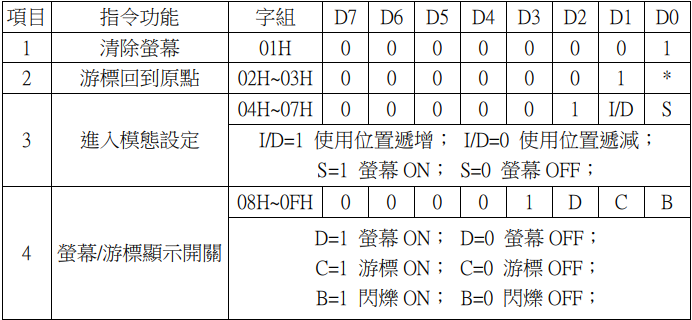 項目 指令功能 字組 D7 D6 D5 D4 D3 D2 D1 D0
1 清除螢幕 01H 0 0 0 0 0 0 0 1
2 游標回到原點 02H~03H 0 0 0 0 0 0 1 *
3 進入模態設定 04H~07H 0 0 0 0 0 1 I/D S
I/D=1 使用位置遞增； I/D=0 使用位置遞減；
S=1 螢幕 ON； S=0 螢幕 OFF；
4 螢幕/游標顯示開關 08H~0FH 0 0 0 0 1 D C B
D=1 螢幕 ON； D=0 螢幕 OFF；
C=1 游標 ON； C=0 游標 OFF；
B=1 閃爍 ON； B=0 閃爍 OFF；